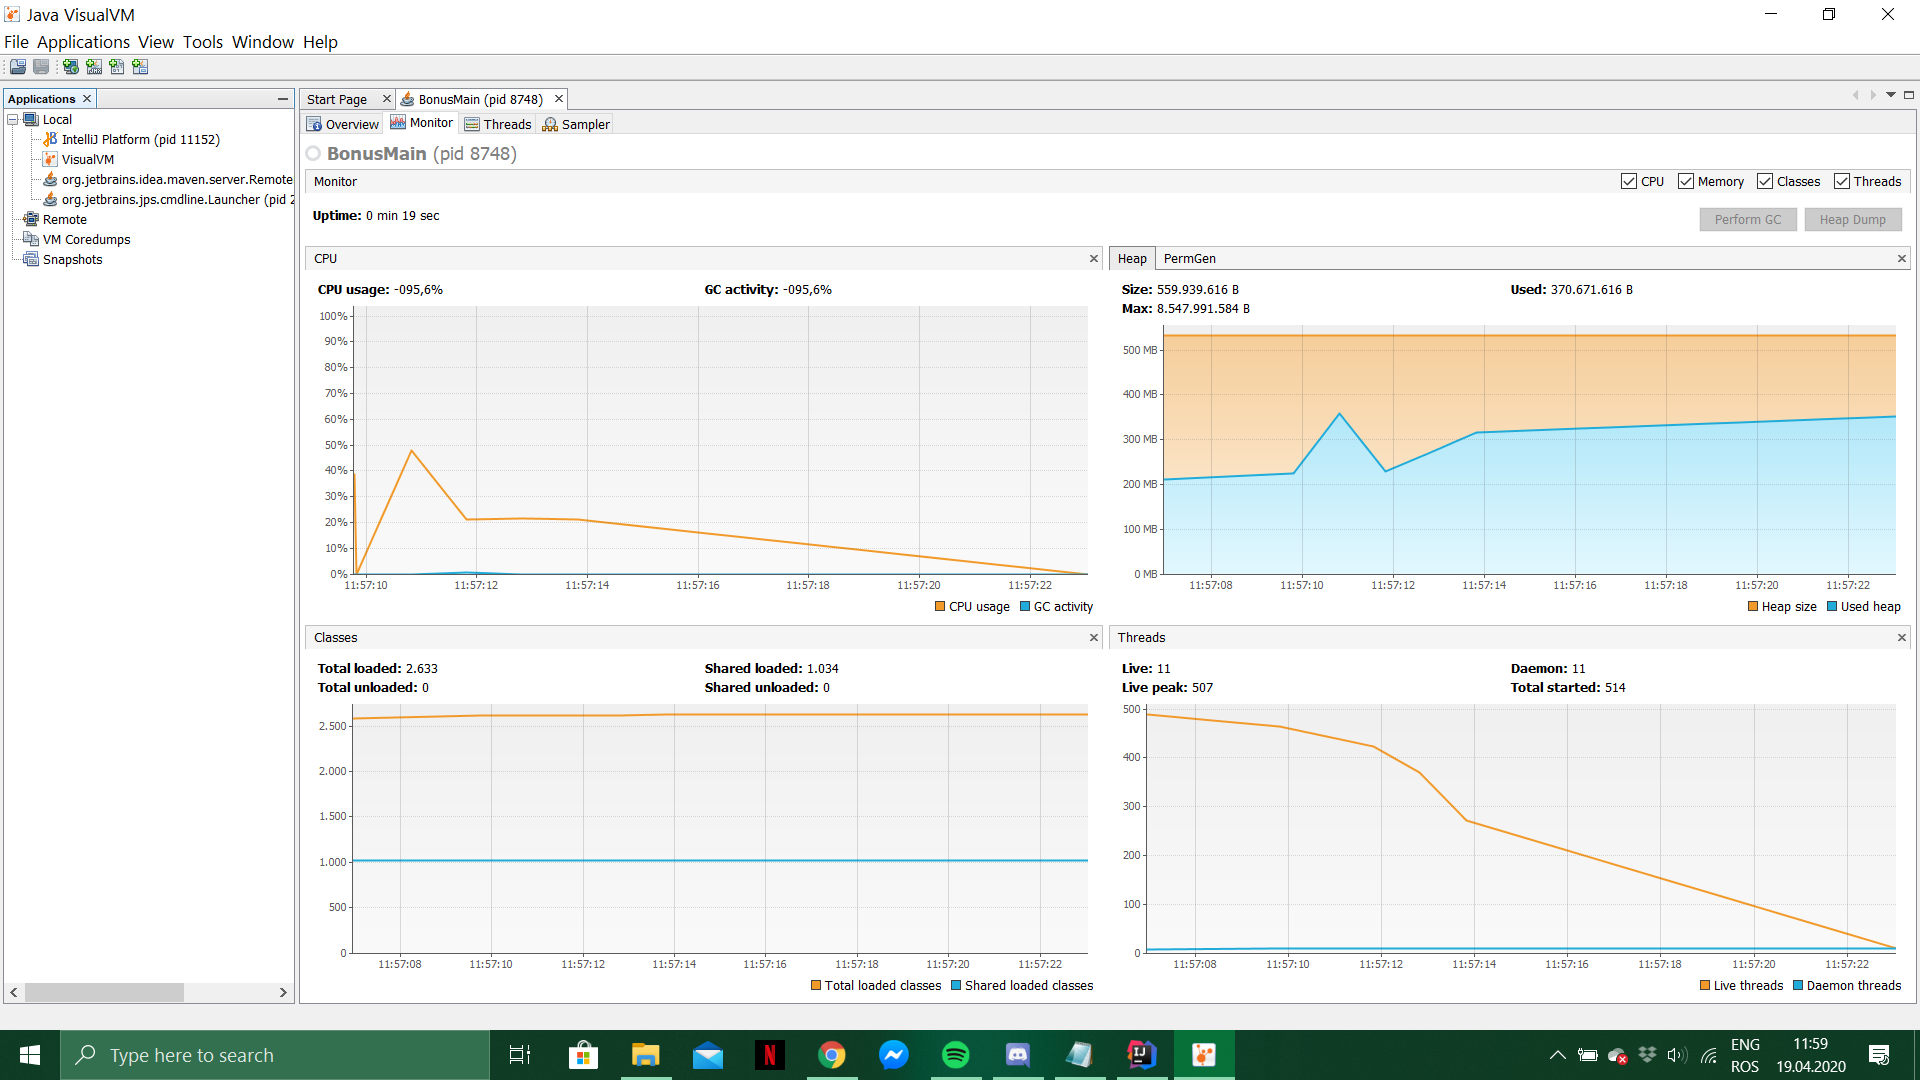 Java VisualVM
File Applications View Tools Window Help
Applications
Local
IntelliJ Platform (pid 11152)
VisualVM
org.jetbrains.idea.maven.server.Remote
org.jetbrains.jps.cmdline.Launcher (pid 2
Remote
VM Coredumps
Snapshots
Start Page BonusMain (pid 8748)
Overview Monitor Threads Sampler
BonusMain (pid 8748)
Monitor CPU Memory Classes Threads
Uptime: 0 min 19 sec
Perform GC Heap Dump
CPU
CPU usage: -095,6% GC activity: -095,6%
100%
90%
80%
70%
60%
50%
40%
30%
20%
10%
0%
11:57:10 11:57:12 11:57:14 11:57:16 11:57:18 11:57:20 11:57:22
CPU usage GC activity
Heap PermGen
Size: 559.939.616 B Used: 370.671.616 B
Max: 8.547.991.584 B
500 MB
400 MB
300 MB
200 MB
100 MB
0 MB
11:57:08 11:57:10 11:57:12 11:57:14 11:57:16 11:57:18 11:57:20 11:57:22
Heap size Used heap
Classes
Total loaded: 2.633 Shared loaded: 1.034
Total unloaded: 0 Shared unloaded: 0
2.500
2.000
1.500
1.000
500
0
11:57:08 11:57:10 11:57:12 11:57:14 11:57:16 11:57:18 11:57:20 11:57:22
Total loaded classes Shared loaded classes
Threads
Live: 11 Daemon: 11
Live peak: 507 Total started: 514
500
400
300
200
100
0
11:57:08 11:57:10 11:57:12 11:57:14 11:57:16 11:57:18 11:57:20 11:57:22
Live threads Daemon threads
Type here to search
ENG
ROS
11:59
19.04.2020